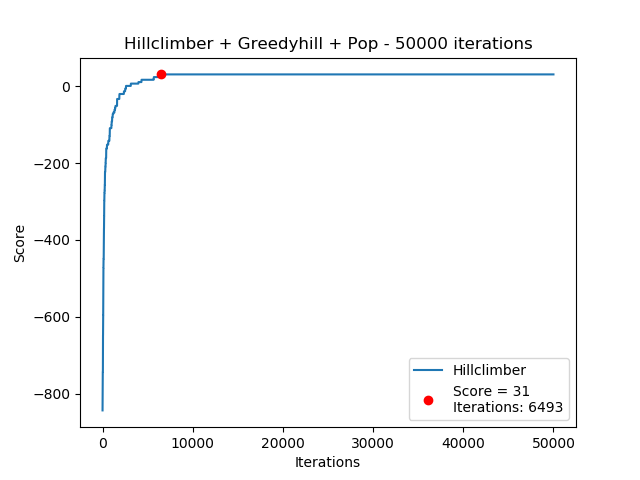 Hillclimber + Greedyhill + Pop - 50000 iterations
Score
0
−200
−400
−600
−800
Hillclimber
Score = 31
Iterations: 6493
0 10000 20000 30000 40000 50000
Iterations